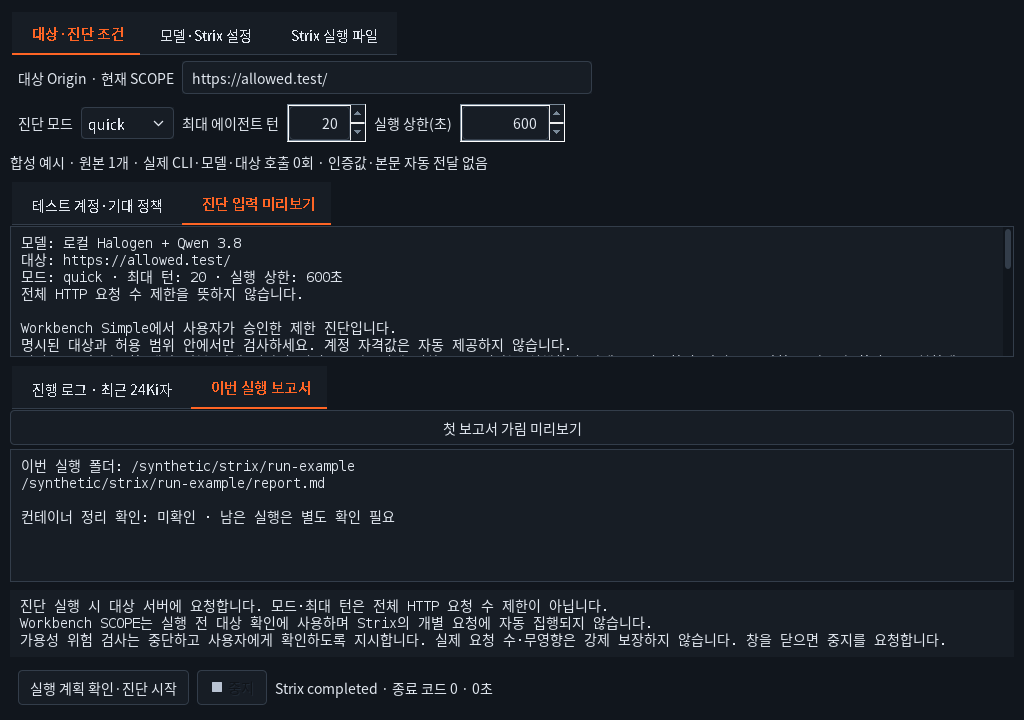 대상·진단 조건
모델·Strix 설정
Strix 실행 파일
대상 Origin · 현재 SCOPE
https://allowed.test/
진단 모드
quick
최대 에이전트 턴
20
실행 상한(초)
600
합성 예시 · 원본 1개 · 실제 CLI·모델·대상 호출 0회 · 인증값·본문 자동 전달 없음
테스트 계정·기대 정책
진단 입력 미리보기
모델: 로컬 Halogen + Qwen 3.8
대상: https://allowed.test/
모드: quick · 최대 턴: 20 · 실행 상한: 600초
전체 HTTP 요청 수 제한을 뜻하지 않습니다.
Workbench Simple에서 사용자가 승인한 제한 진단입니다.
명시된 대상과 허용 범위 안에서만 검사하세요. 계정 자격값은 자동 제공하지 않습니다.
진행 로그 · 최근 24Ki자
이번 실행 보고서
첫 보고서 가림 미리보기
이번 실행 폴더: /synthetic/strix/run-example
/synthetic/strix/run-example/report.md
컨테이너 정리 확인: 미확인 · 남은 실행은 별도 확인 필요
진단 실행 시 대상 서버에 요청합니다. 모드·최대 턴은 전체 HTTP 요청 수 제한이 아닙니다.
Workbench SCOPE는 실행 전 대상 확인에 사용하며 Strix의 개별 요청에 자동 집행되지 않습니다.
가용성 위험 검사는 중단하고 사용자에게 확인하도록 지시합니다. 실제 요청 수·무영향은 강제 보장하지 않습니다. 창을 닫으면 중지를 요청합니다.
실행 계획 확인·진단 시작
Strix completed · 종료 코드 0 · 0초